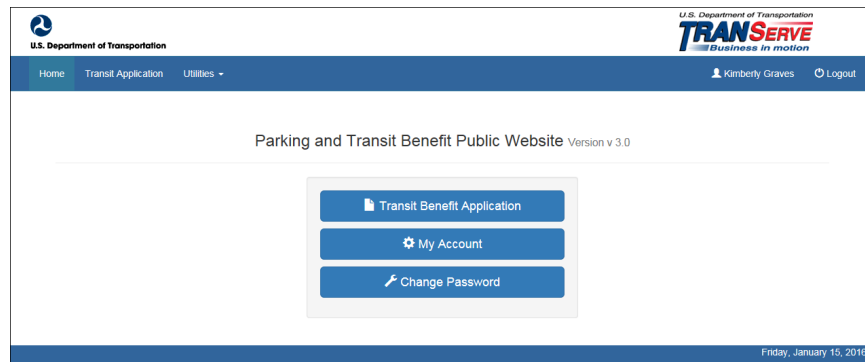 U.S. Department of Transportation
U.S. Department of Transportation
TRANSERVE
Business in motion
Home Transit Application Utilities Kimberly Graves Logout
Parking and Transit Benefit Public Website Version v 3.0
Transit Benefit Application
My Account
Change Password
Friday, January 15, 2016